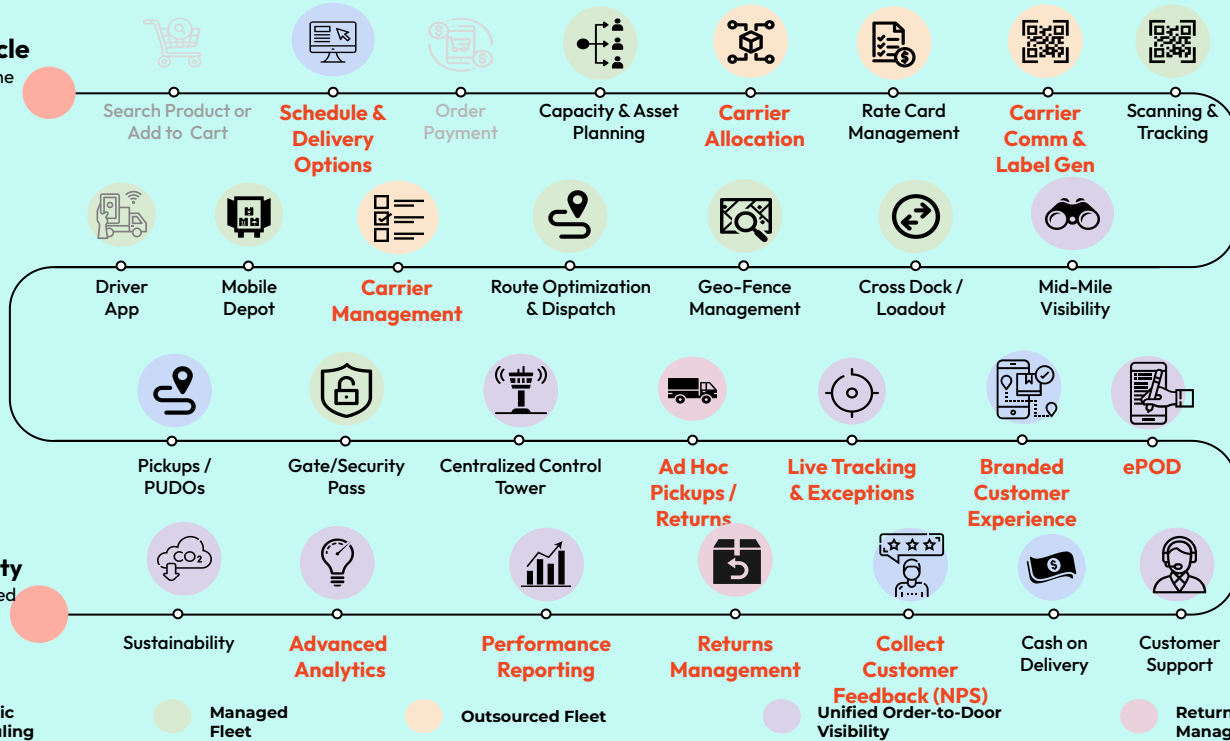 cle
ne
Search Product or
Add to Cart
Schedule &
Delivery
Options
Order
Payment
Capacity & Asset
Planning
Carrier
Allocation
Rate Card
Management
Carrier
Comm &
Label Gen
Scanning &
Tracking
Driver
App
Mobile
Depot
Carrier
Management
Route Optimization
& Dispatch
Geo-Fence
Management
Cross Dock /
Loadout
Mid-Mile
Visibility
Pickups /
PUDOs
Gate/Security
Pass
Centralized Control
Tower
Ad Hoc
Pickups /
Returns
Live Tracking
& Exceptions
Branded
Customer
Experience
ePOD
CO2
ty
ed
Sustainability
Advanced
Analytics
Performance
Reporting
Returns
Management
Collect
Customer
Feedback (NPS)
Cash on
Delivery
Customer
Support
ic
ling
Managed
Fleet
Outsourced Fleet
Unified Order-to-Door
Visibility
Return
Manag